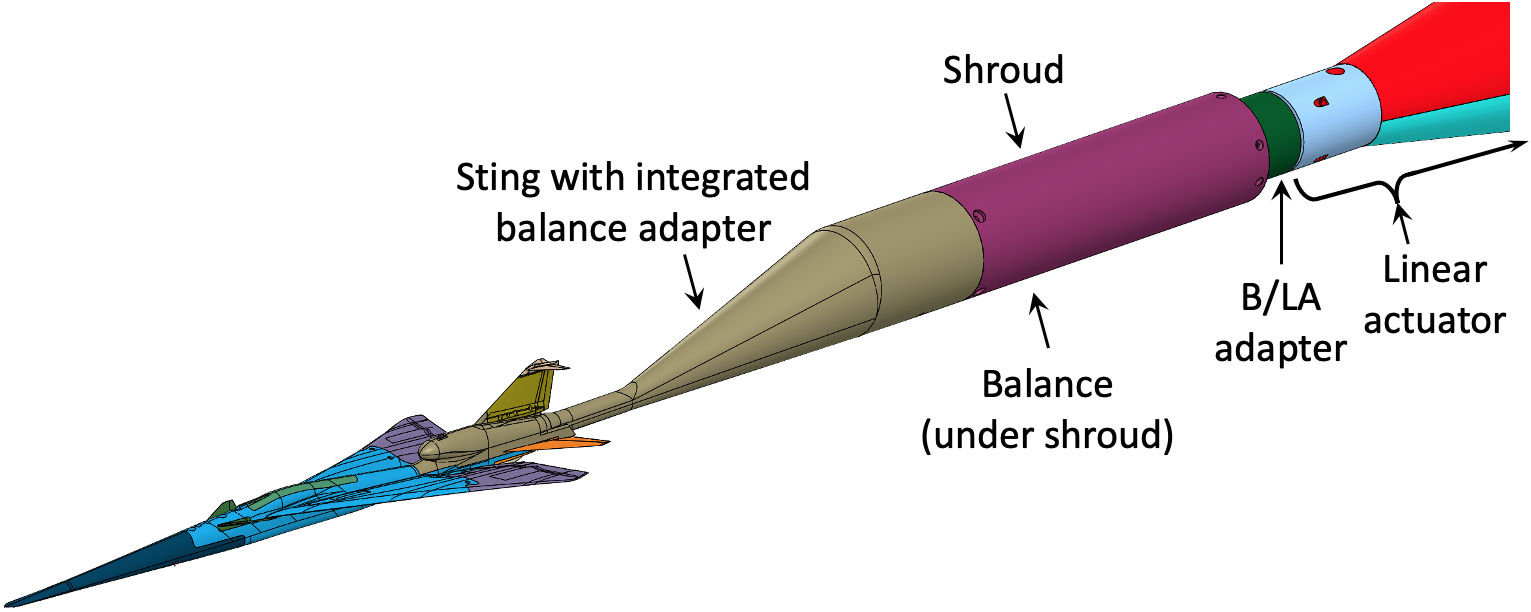 Shroud
Sting with integrated
balance adapter
Balance
(under shroud)
B/LA
adapter
Linear
actuator